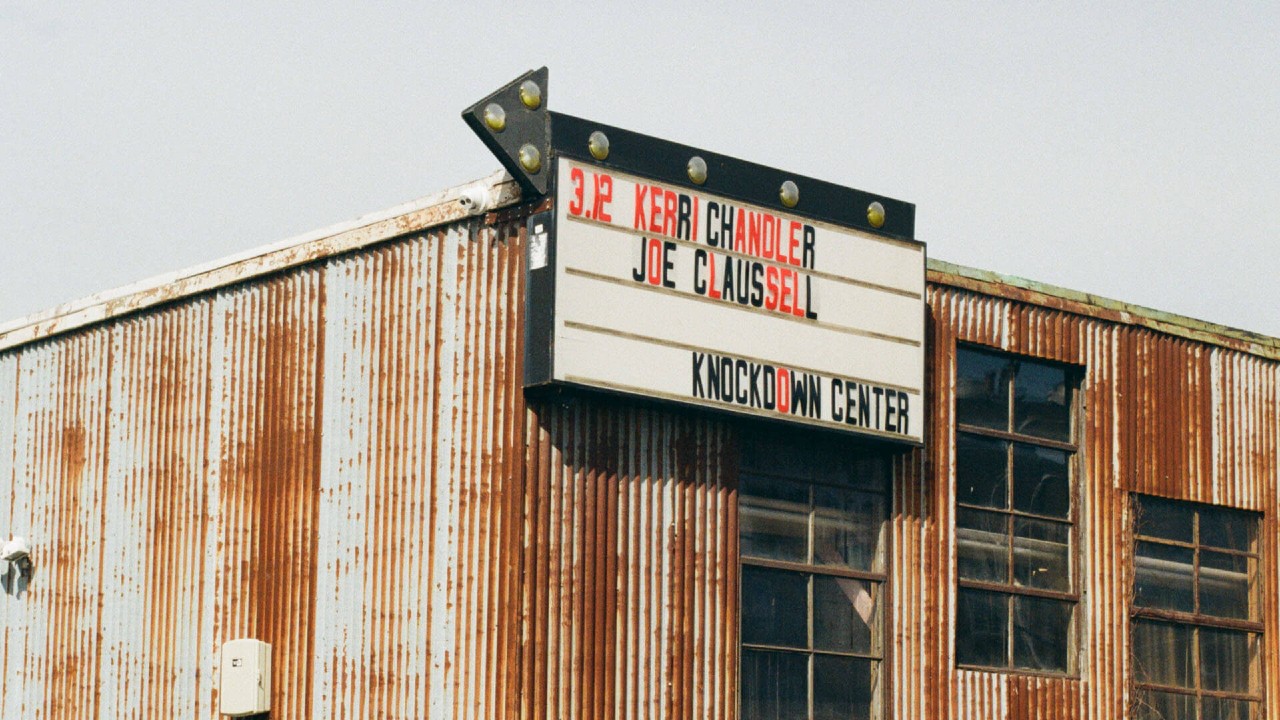 3.12 KERRI CHANDLER
JOE CLAUSSELL
KNOCKDOWN CENTER